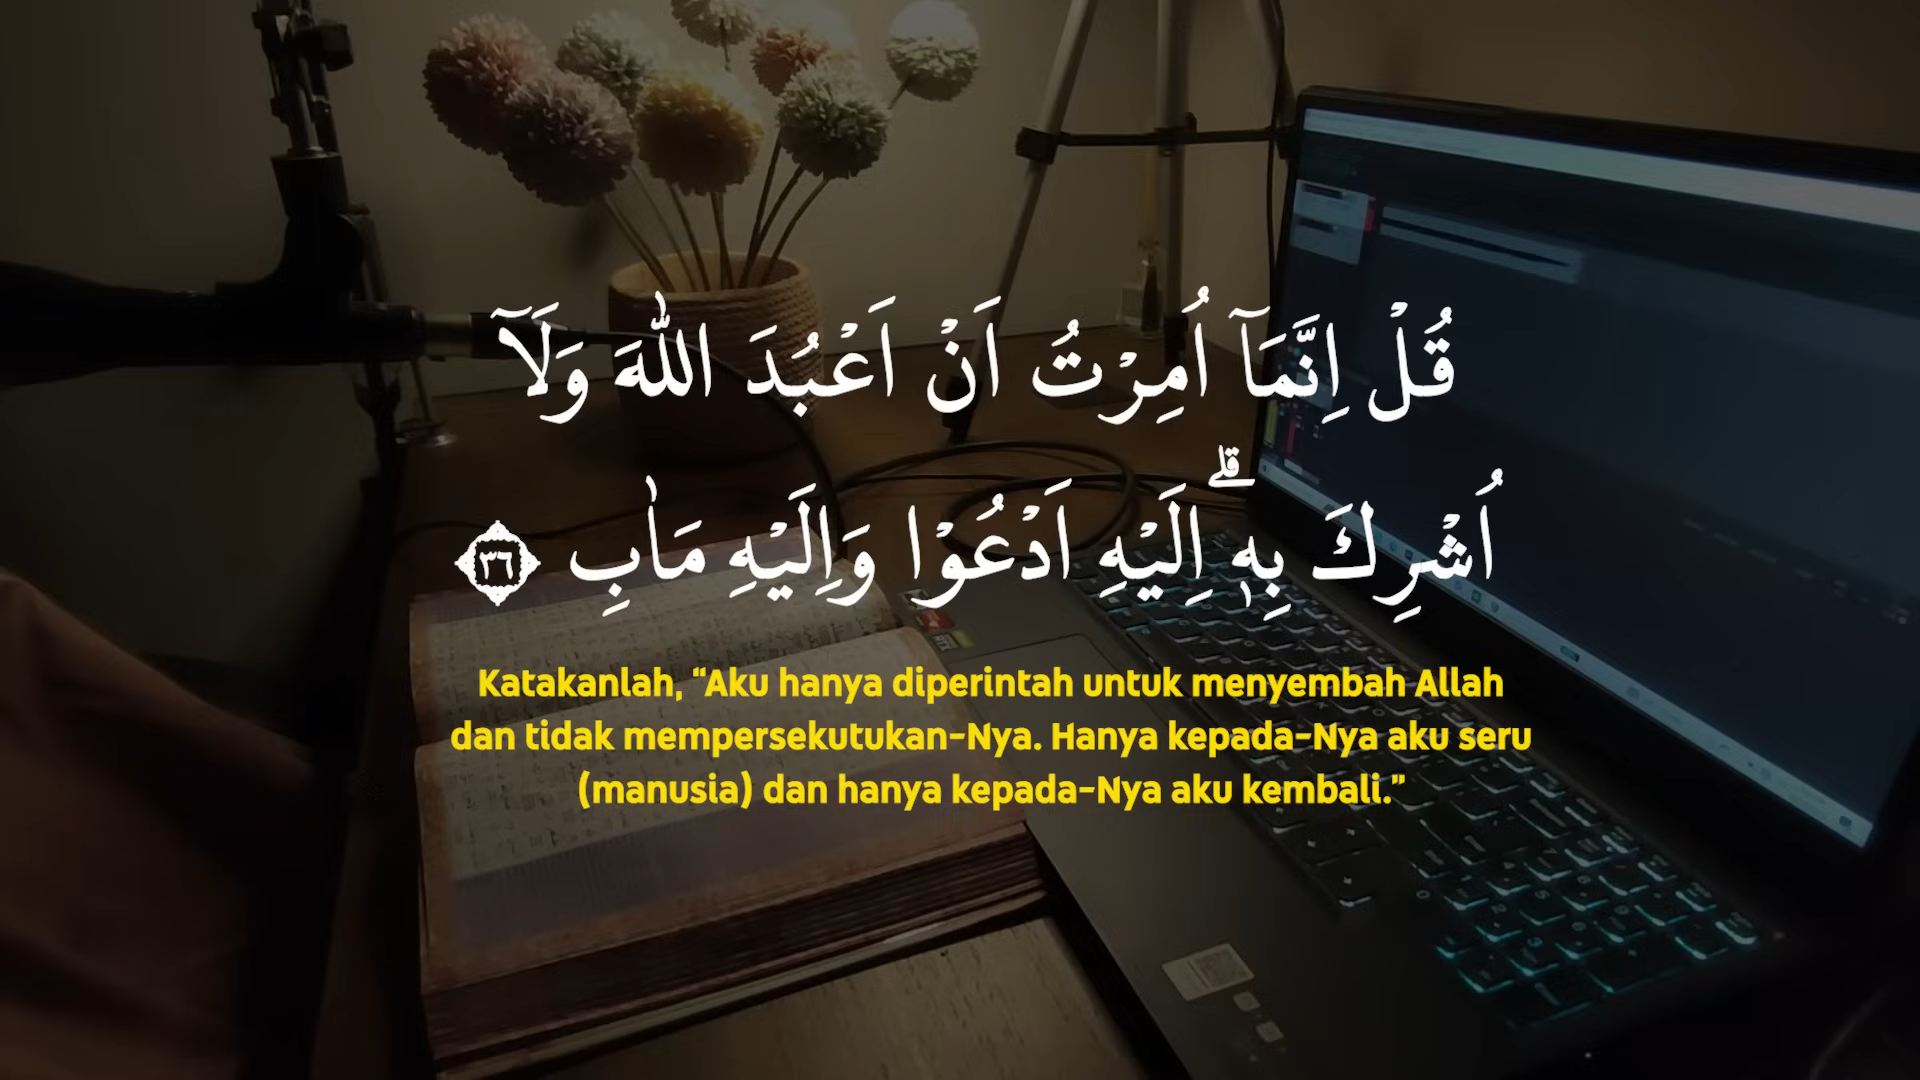 قُلْ اِنَّمَآ اُمِرْتُ اَنْ اَعْبُدَ اللّٰهَ وَلَآ
اُشْرِكَ بِهٖ ۗاِلَيْهِ اَدْعُوْا وَاِلَيْهِ مَاٰبِ ٣٦
Katakanlah, “Aku hanya diperintah untuk menyembah Allah
dan tidak mempersekutukan-Nya. Hanya kepada-Nya aku seru
(manusia) dan hanya kepada-Nya aku kembali.”